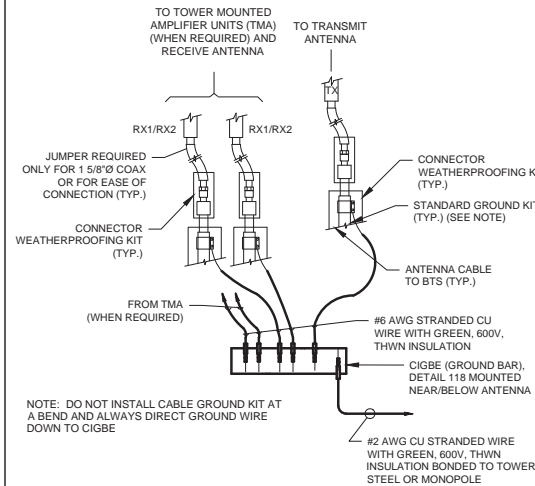 TO TOWER MOUNTED
AMPLIFIER UNITS (TMA)
(WHEN REQUIRED) AND
RECEIVE ANTENNA
TO TRANSMIT
ANTENNA
TX
RX1/RX2
RX1/RX2
JUMPER REQUIRED
ONLY FOR 1 5/8"Ø COAX
OR FOR EASE OF
CONNECTION (TYP.)
CONNECTOR
WEATHERPROOFING KIT
(TYP.)
CONNECTOR
WEATHERPROOFING K
(TYP.)
STANDARD GROUND KIT
(TYP.) (SEE NOTE)
ANTENNA CABLE
TO BTS (TYP.)
FROM TMA
(WHEN REQUIRED)
#6 AWG STRANDED CU
WIRE WITH GREEN, 600V,
THWN INSULATION
CIGBE (GROUND BAR),
DETAIL 118 MOUNTED
NEAR/BELOW ANTENNA
NOTE: DO NOT INSTALL CABLE GROUND KIT AT
A BEND AND ALWAYS DIRECT GROUND WIRE
DOWN TO CIGBE
#2 AWG CU STRANDED WIRE
WITH GREEN, 600V, THWN
INSULATION BONDED TO TOWER
STEEL OR MONOPOLE